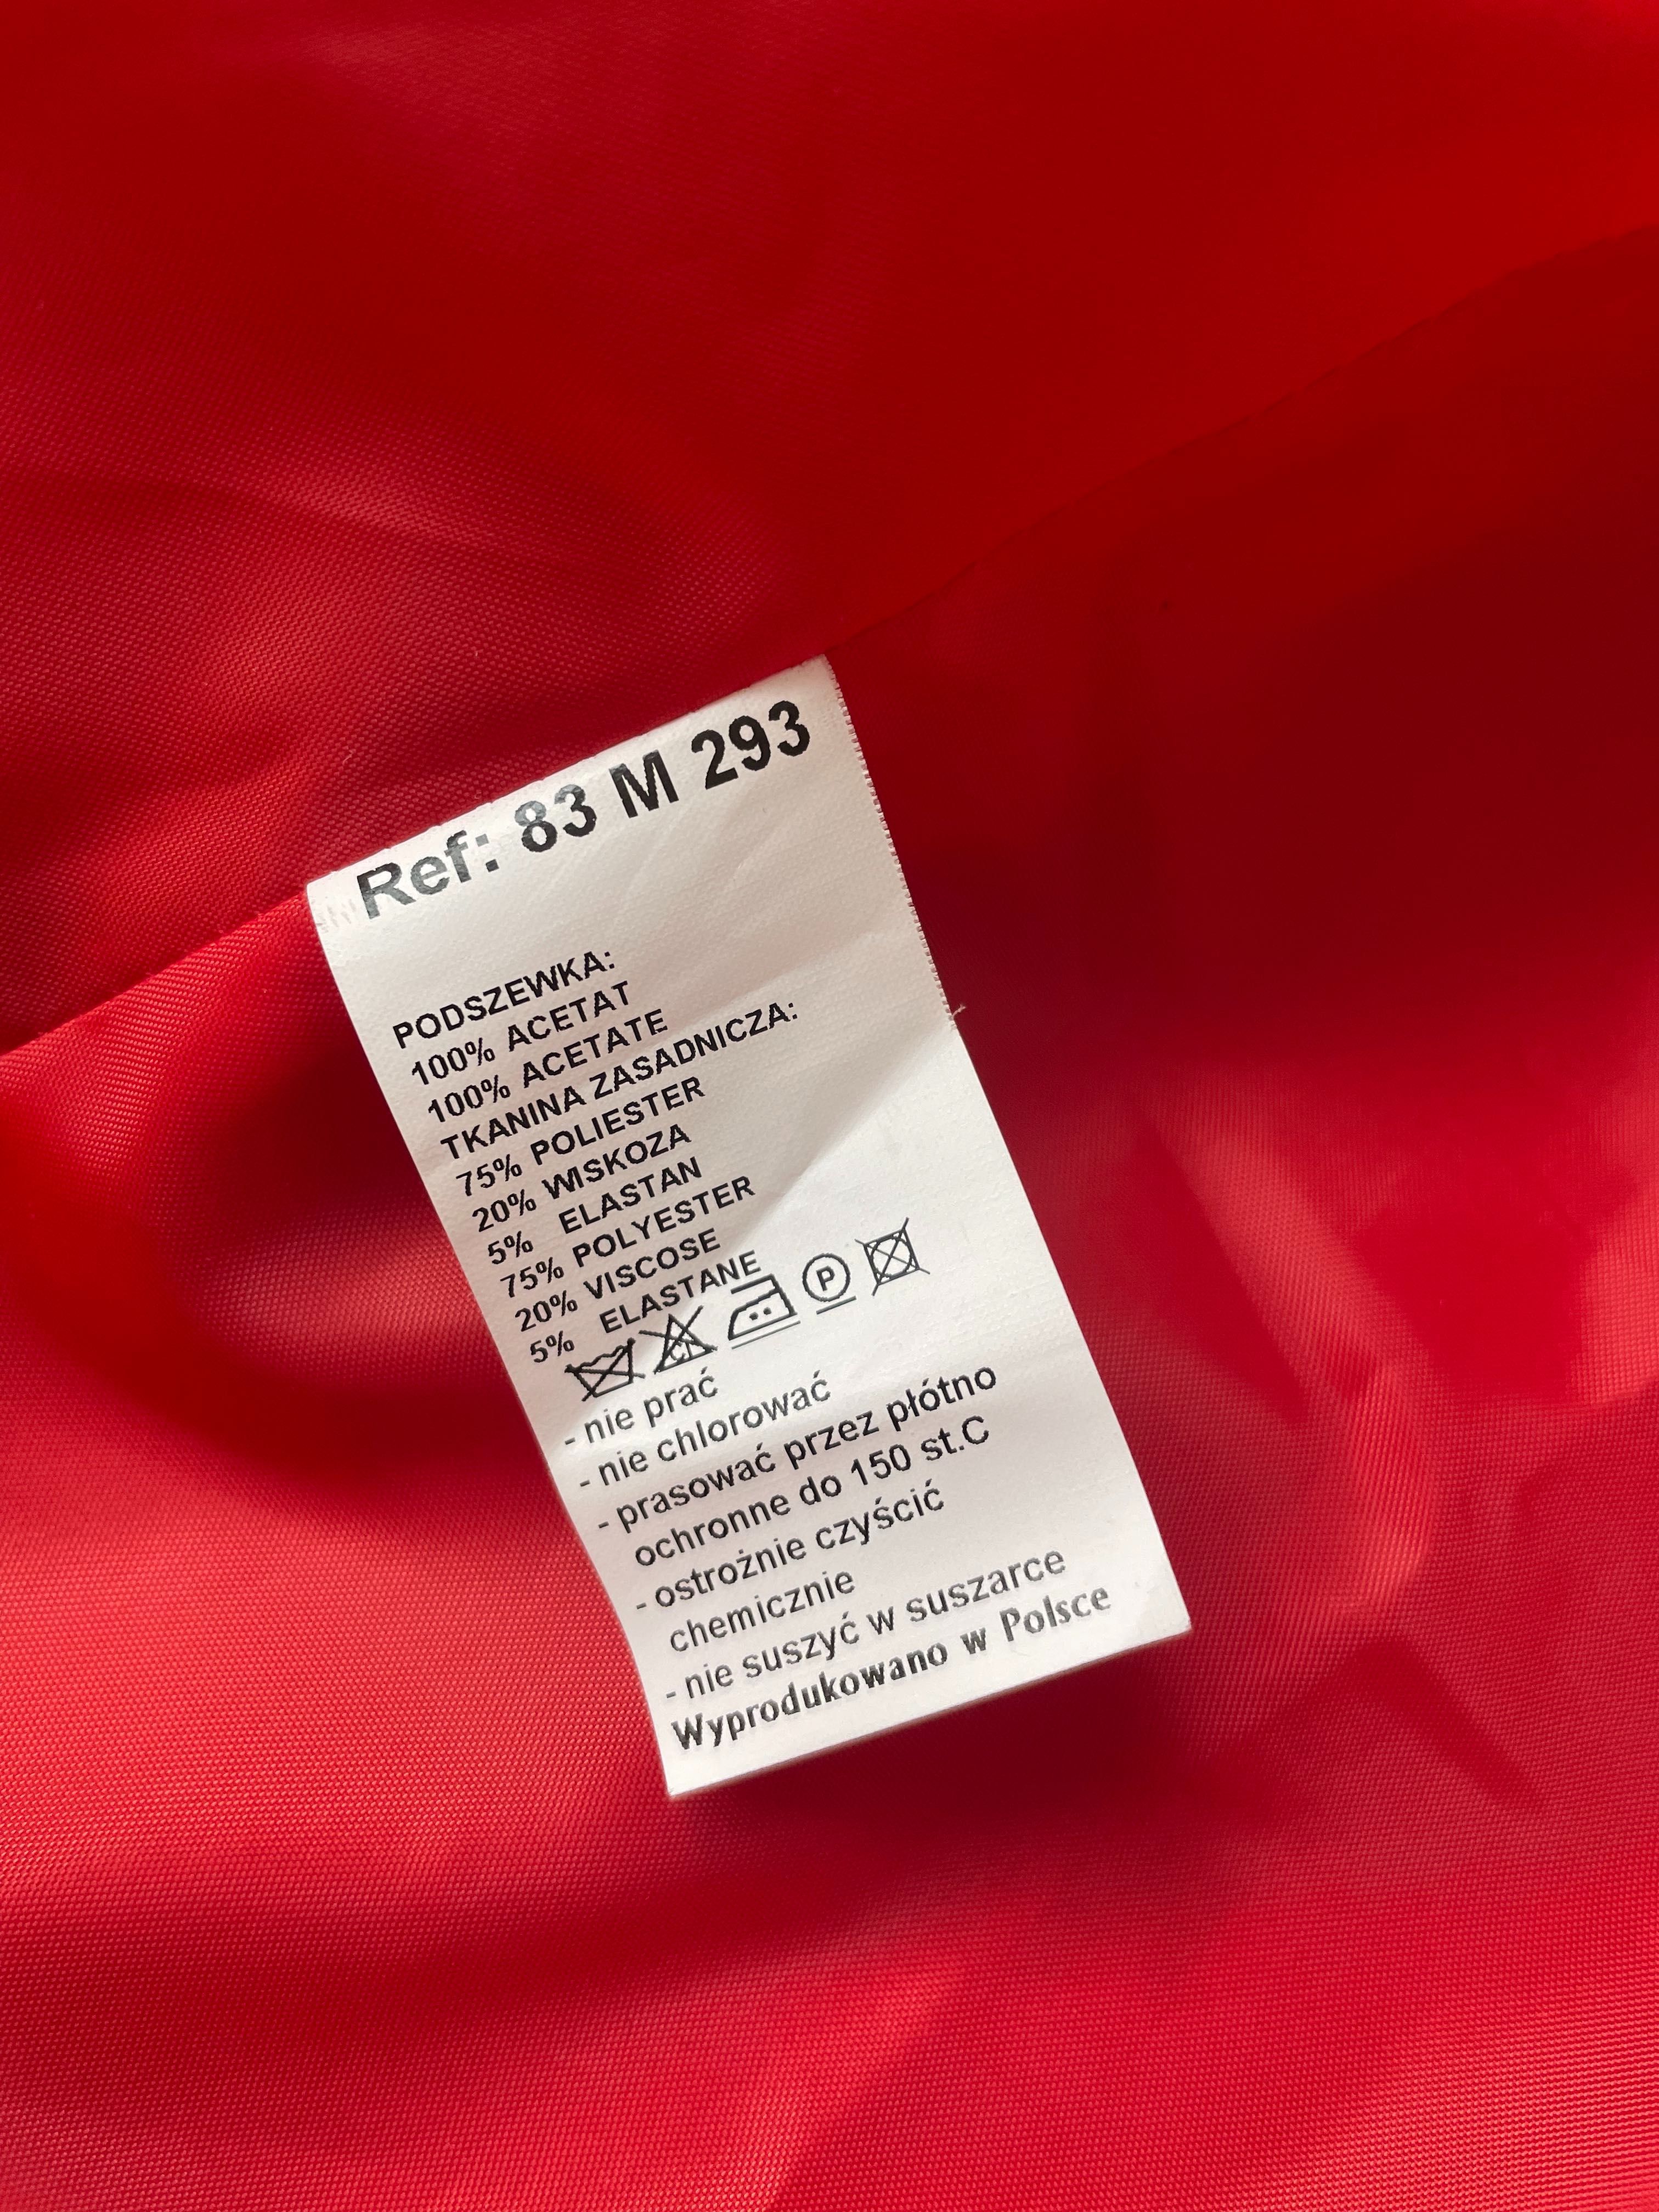 Ref: 83 M 293
PODSZEWKA:
100% ACETAT
100% ACETATE
TKANINA ZASADNICZA:
75% POLIESTER
20% WISKOZA
5% ELASTAN
75% POLYESTER
20% VISCOSE
5% ELASTANE
CL P
- nie prać
- nie chlorować
- prasować przez płótno
ochronne do 150 st.C
- ostrożnie czyścić
chemicznie
- nie suszyć w suszarce
Wyprodukowano w Polsce